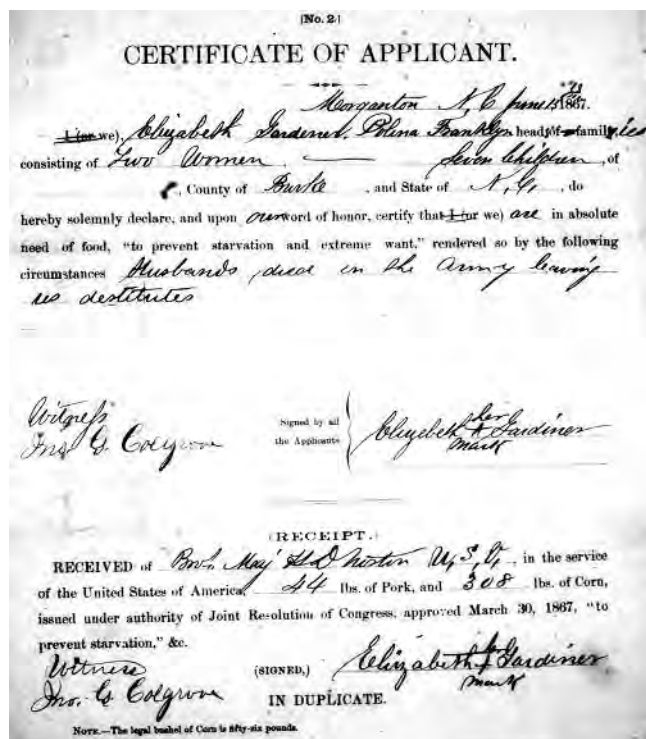 [No. 2.]
CERTIFICATE OF APPLICANT.
Morganton N. C. June 15 1867.
I (or we), Elizabeth Gardener, Polina Franklyn heads of families
consisting of Two Women — Seven Children, of
, County of Burke, and State of N. C., do
hereby solemnly declare, and upon our word of honor, certify that I (or we) are in absolute
need of food, "to prevent starvation and extreme want," rendered so by the following
circumstances Husbands died in the Army leaving
us destitutes
Witness
Jno. G. Colgrove
Signed by all
the Applicants
Elizebeth her Gardiner
mark
(RECEIPT.)
RECEIVED of Bvt. Maj U, S, V, in the service
of the United States of America, 44 lbs. of Pork, and 308 lbs. of Corn,
issued under authority of Joint Resolution of Congress, approved March 30, 1867, "to
prevent starvation," &c.
Witness
(SIGNED,) Elizabeth her Gardiner
mark
Jno. G Colgrove
IN DUPLICATE.
NOTE.—The legal bushel of Corn is fifty-six pounds.